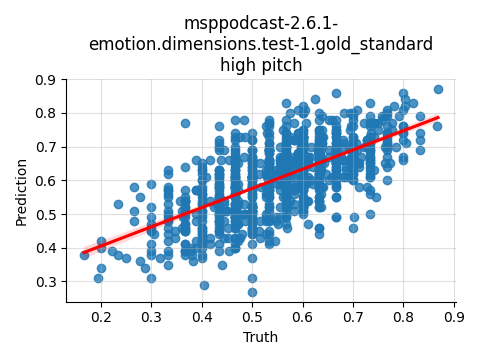 msppodcast-2.6.1-
emotion.dimensions.test-1.gold_standard
high pitch
0.9
0.8
0.7
0.6
0.5
0.4
0.3
Prediction
0.2 0.3 0.4 0.5 0.6 0.7 0.8 0.9
Truth